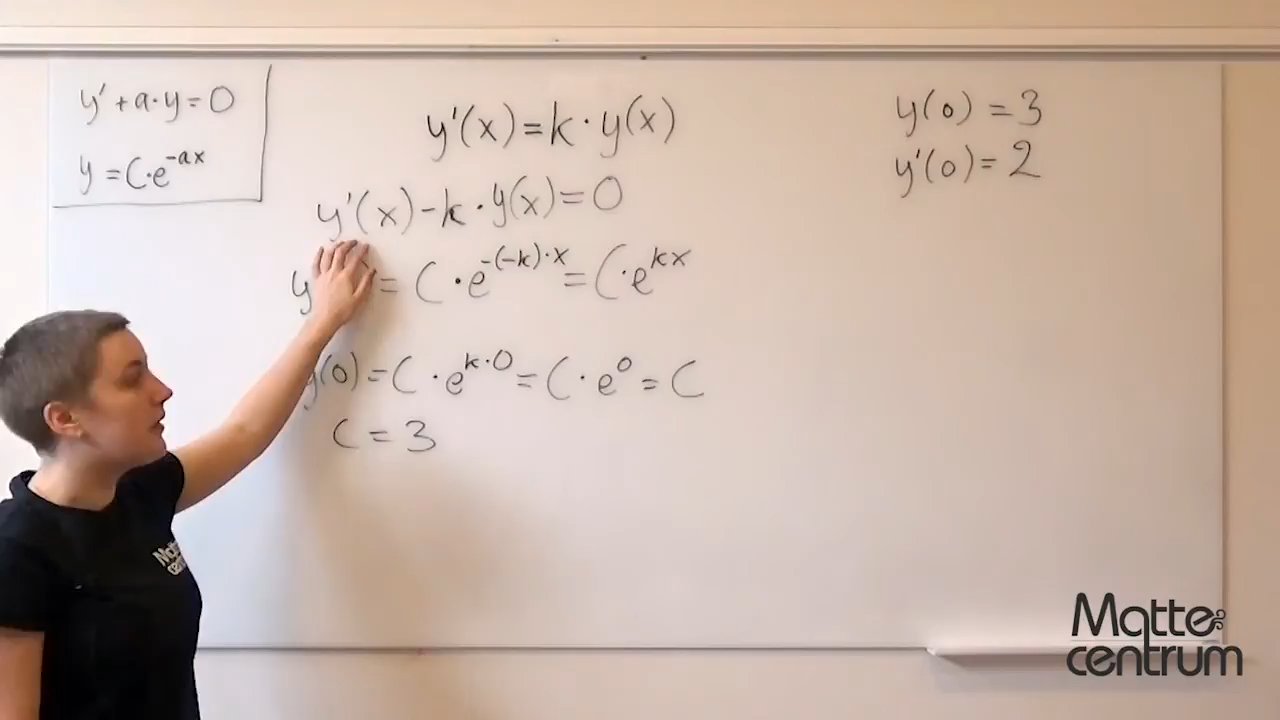 y' + a·y = 0
y = C·e^{-ax}
y'(x) = k·y(x)
y'(x) - k·y(x) = 0
y = C·e^{-(-k)·x} = C·e^{kx}
y(0) = C·e^{k·0} = C·e^{0} = C
C = 3
y(0) = 3
y'(0) = 2
Matte
centrum